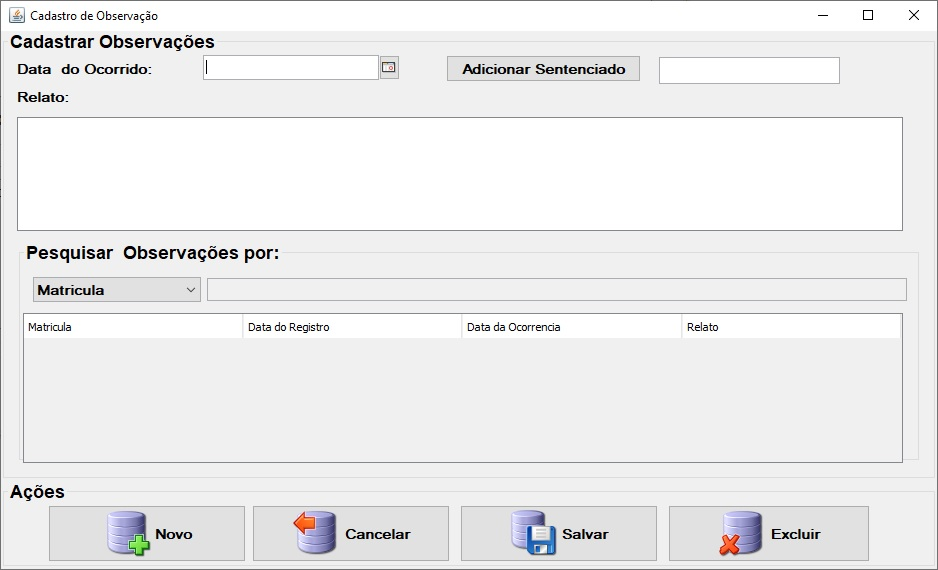 Cadastro de Observação
Cadastrar Observações
Data do Ocorrido:
Adicionar Sentenciado
Relato:
Pesquisar Observações por:
Matricula
Matricula Data do Registro Data da Ocorrencia Relato
Ações
Novo Cancelar Salvar Excluir